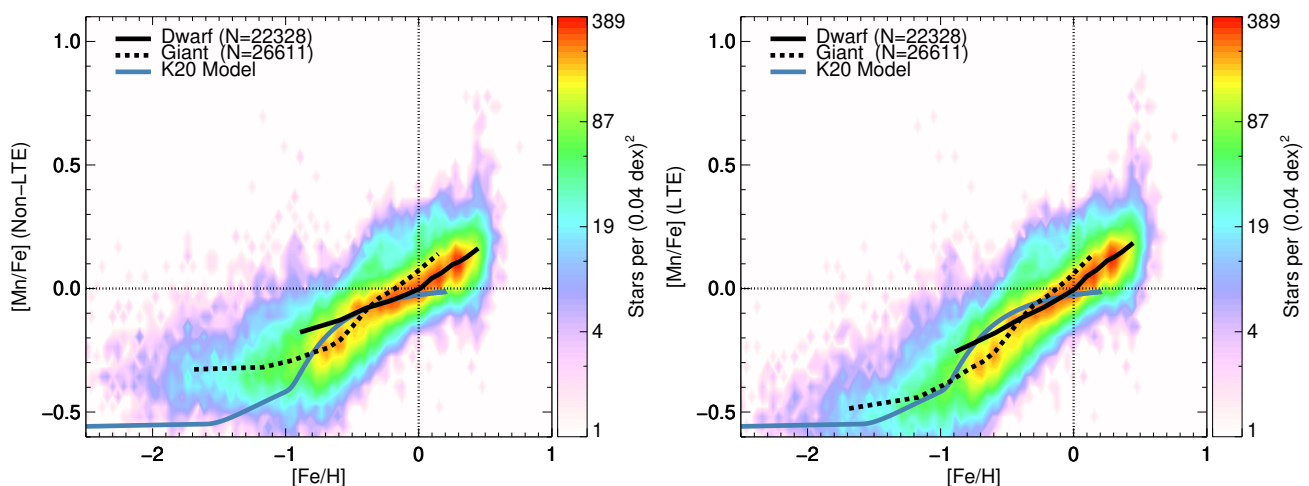 Dwarf (N=22328)
Giant (N=26611)
K20 Model
1.0
0.5
0.0
−0.5
−2
−1
0
1
[Fe/H]
[Mn/Fe] (Non−LTE)
389
87
19
4
1
Stars per (0.04 dex)²
Dwarf (N=22328)
Giant (N=26611)
K20 Model
1.0
0.5
0.0
−0.5
−2
−1
0
1
[Fe/H]
[Mn/Fe] (LTE)
389
87
19
4
1
Stars per (0.04 dex)²